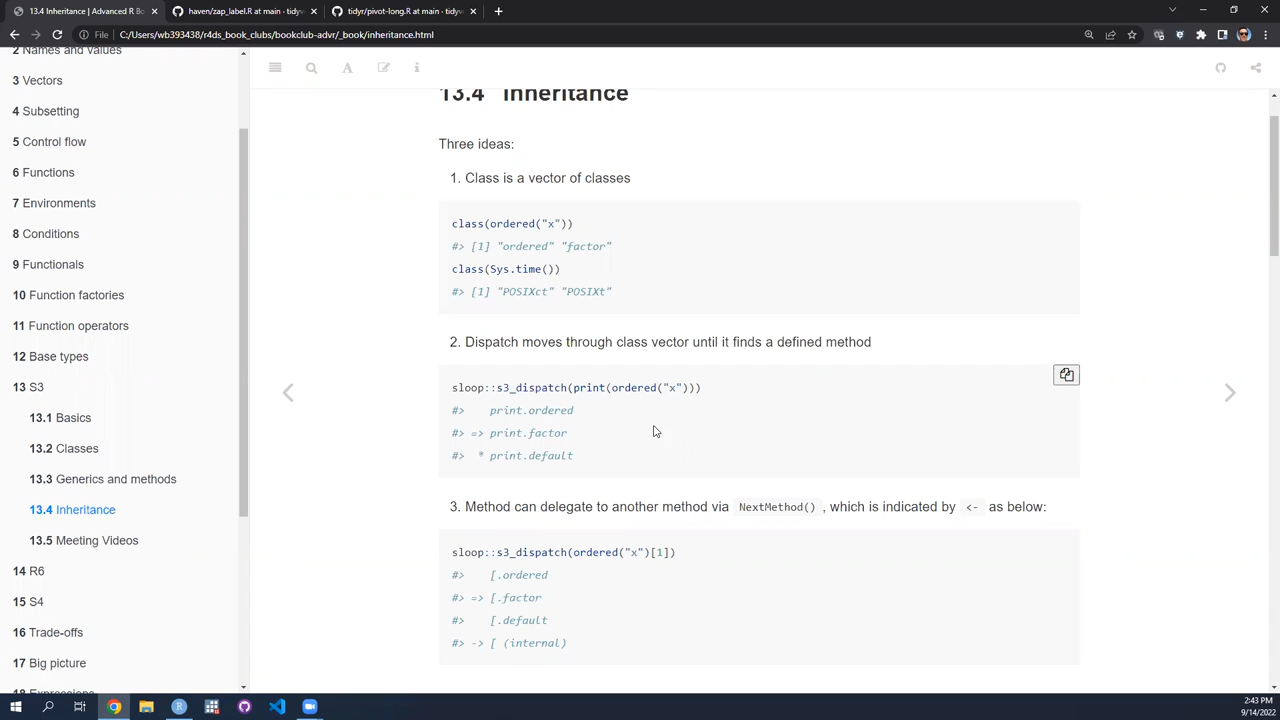 13.4 Inheritance | Advanced R Bo
haven/zap_label.R at main · tidyv
tidyr/pivot-long.R at main · tidyv
File
C:/Users/wb393438/r4ds_book_clubs/bookclub-advr/_book/inheritance.html
2 Names and Values
3 Vectors
4 Subsetting
5 Control flow
6 Functions
7 Environments
8 Conditions
9 Functionals
10 Function factories
11 Function operators
12 Base types
13 S3
13.1 Basics
13.2 Classes
13.3 Generics and methods
13.4 Inheritance
13.5 Meeting Videos
14 R6
15 S4
16 Trade-offs
17 Big picture
18 Expressions
13.4 Inheritance
Three ideas:
1. Class is a vector of classes
class(ordered("x"))
#> [1] "ordered" "factor"
class(Sys.time())
#> [1] "POSIXct" "POSIXt"
2. Dispatch moves through class vector until it finds a defined method
sloop::s3_dispatch(print(ordered("x")))
#>    print.ordered
#> => print.factor
#>  * print.default
3. Method can delegate to another method via NextMethod() , which is indicated by <- as below:
sloop::s3_dispatch(ordered("x")[1])
#>    [.ordered
#> => [.factor
#>    [.default
#> -> [ (internal)
2:43 PM
9/14/2022